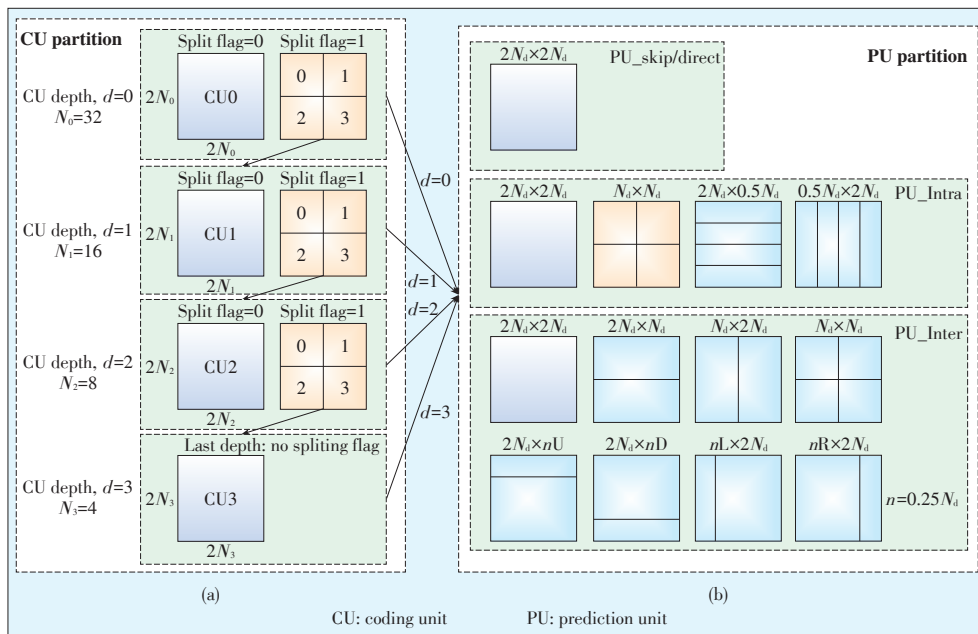 CU partition
Split flag=0 Split flag=1
CU depth, d=0
N₀=32
2N₀
CU0
0 1
2 3
2N₀
Split flag=0 Split flag=1
CU depth, d=1
N₁=16
2N₁
CU1
0 1
2 3
2N₁
Split flag=0 Split flag=1
CU depth, d=2
N₂=8
2N₂
CU2
0 1
2 3
2N₂
Last depth: no spliting flag
CU depth, d=3
N₃=4
2N₃
CU3
2N₃
(a)
d=0
d=1
d=2
d=3
PU partition
PU_skip/direct
2Nd×2Nd
PU_Intra
2Nd×2Nd Nd×Nd 2Nd×0.5Nd 0.5Nd×2Nd
PU_Inter
2Nd×2Nd 2Nd×Nd Nd×2Nd Nd×Nd
2Nd×nU 2Nd×nD nL×2Nd nR×2Nd
n=0.25Nd
(b)
CU: coding unit PU: prediction unit